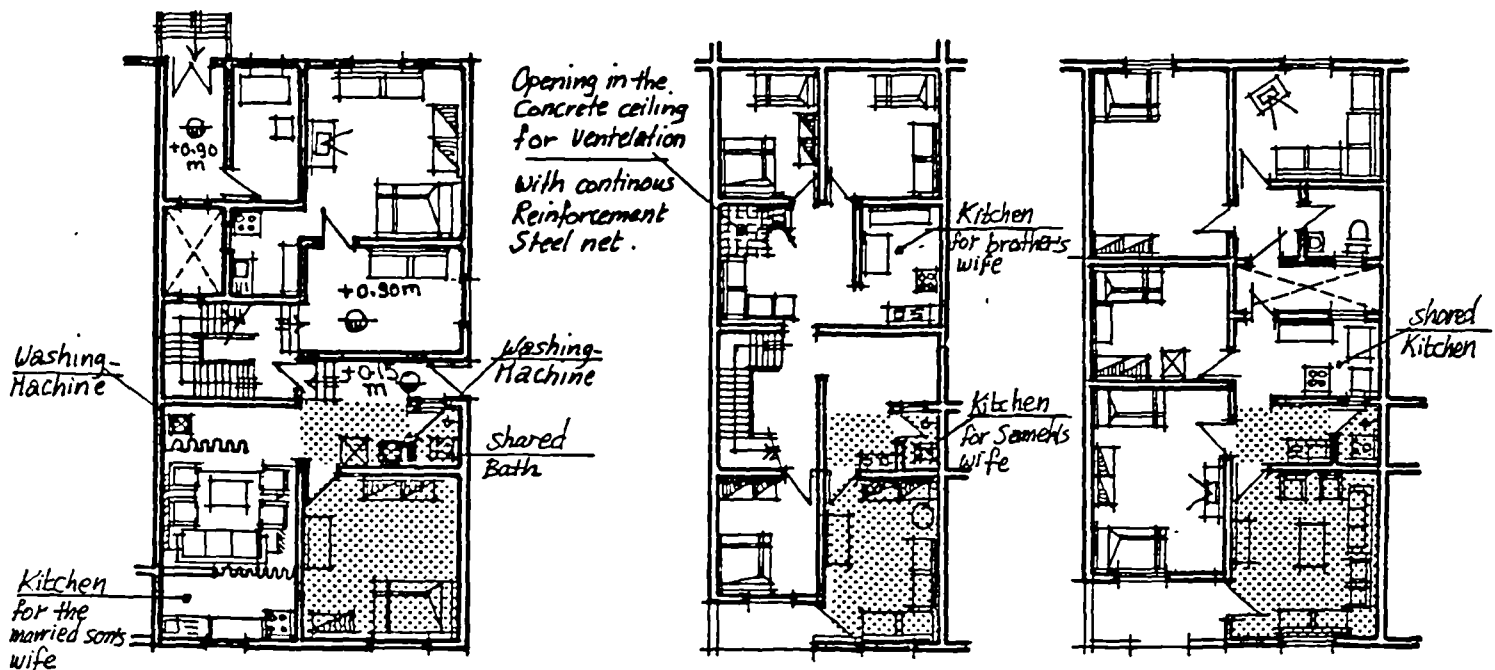 +0.90
m
+0.90m
+0.15
m
Washing-
Machine
Washing-
Machine
shared
Bath
Kitchen
for the
married son's
wife
Opening in the
Concrete ceiling
for Ventelation
with continous
Reinforcement
Steel net.
Kitchen
for brother's
wife
Kitchen
for Sameh's
wife
shared
Kitchen